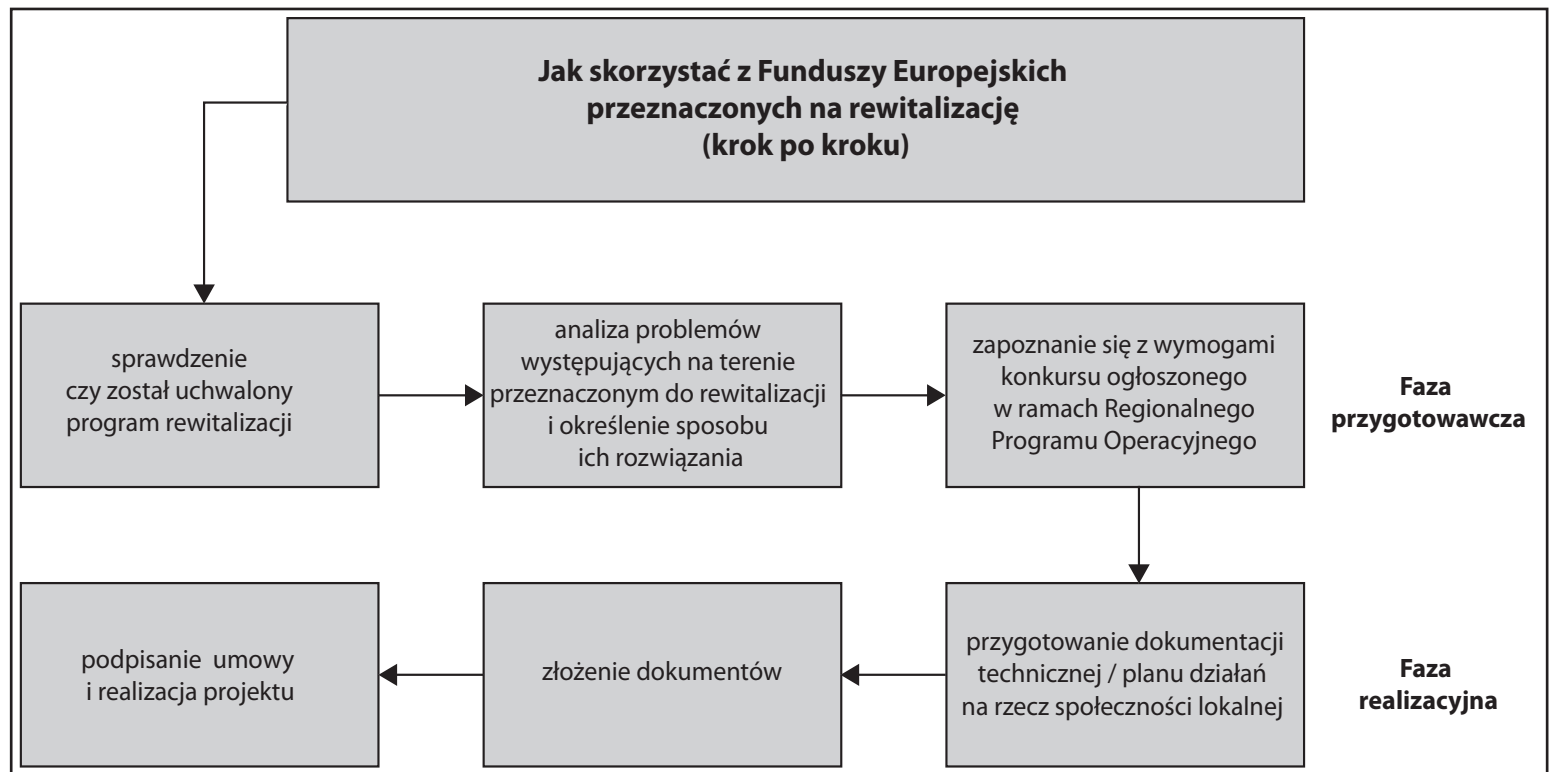 Jak skorzystać z Funduszy Europejskich
przeznaczonych na rewitalizację
(krok po kroku)
sprawdzenie
czy został uchwalony
program rewitalizacji
analiza problemów
występujących na terenie
przeznaczonym do rewitalizacji
i określenie sposobu
ich rozwiązania
zapoznanie się z wymogami
konkursu ogłoszonego
w ramach Regionalnego
Programu Operacyjnego
Faza
przygotowawcza
przygotowanie dokumentacji
technicznej / planu działań
na rzecz społeczności lokalnej
złożenie dokumentów
podpisanie umowy
i realizacja projektu
Faza
realizacyjna